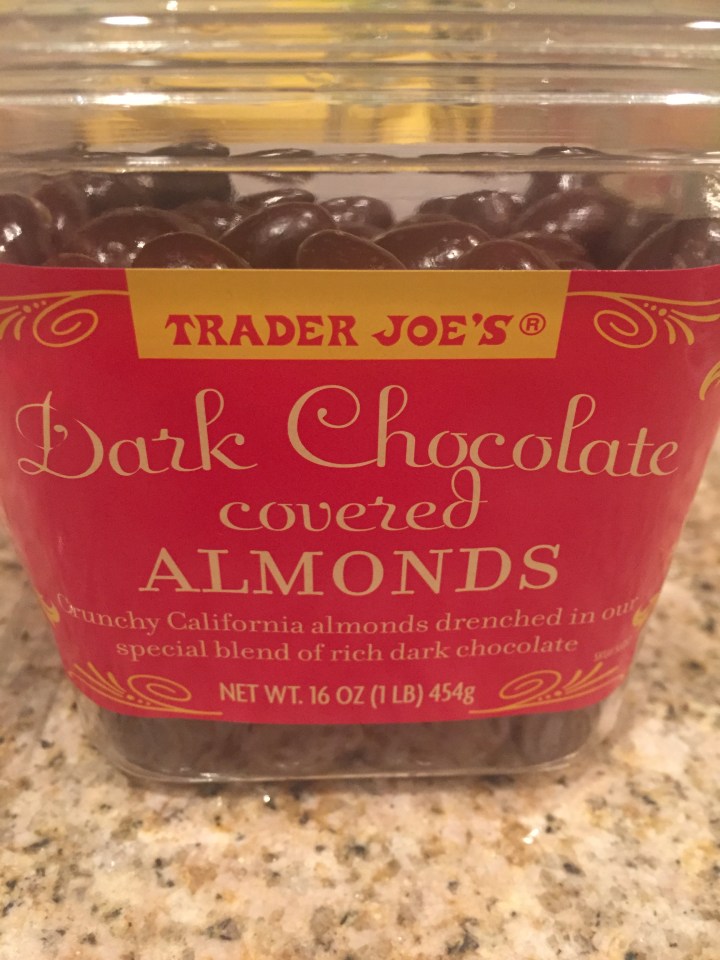 TRADER JOE'S®
Dark Chocolate
covered
ALMONDS
Crunchy California almonds drenched in our
special blend of rich dark chocolate
NET WT. 16 OZ (1 LB) 454g